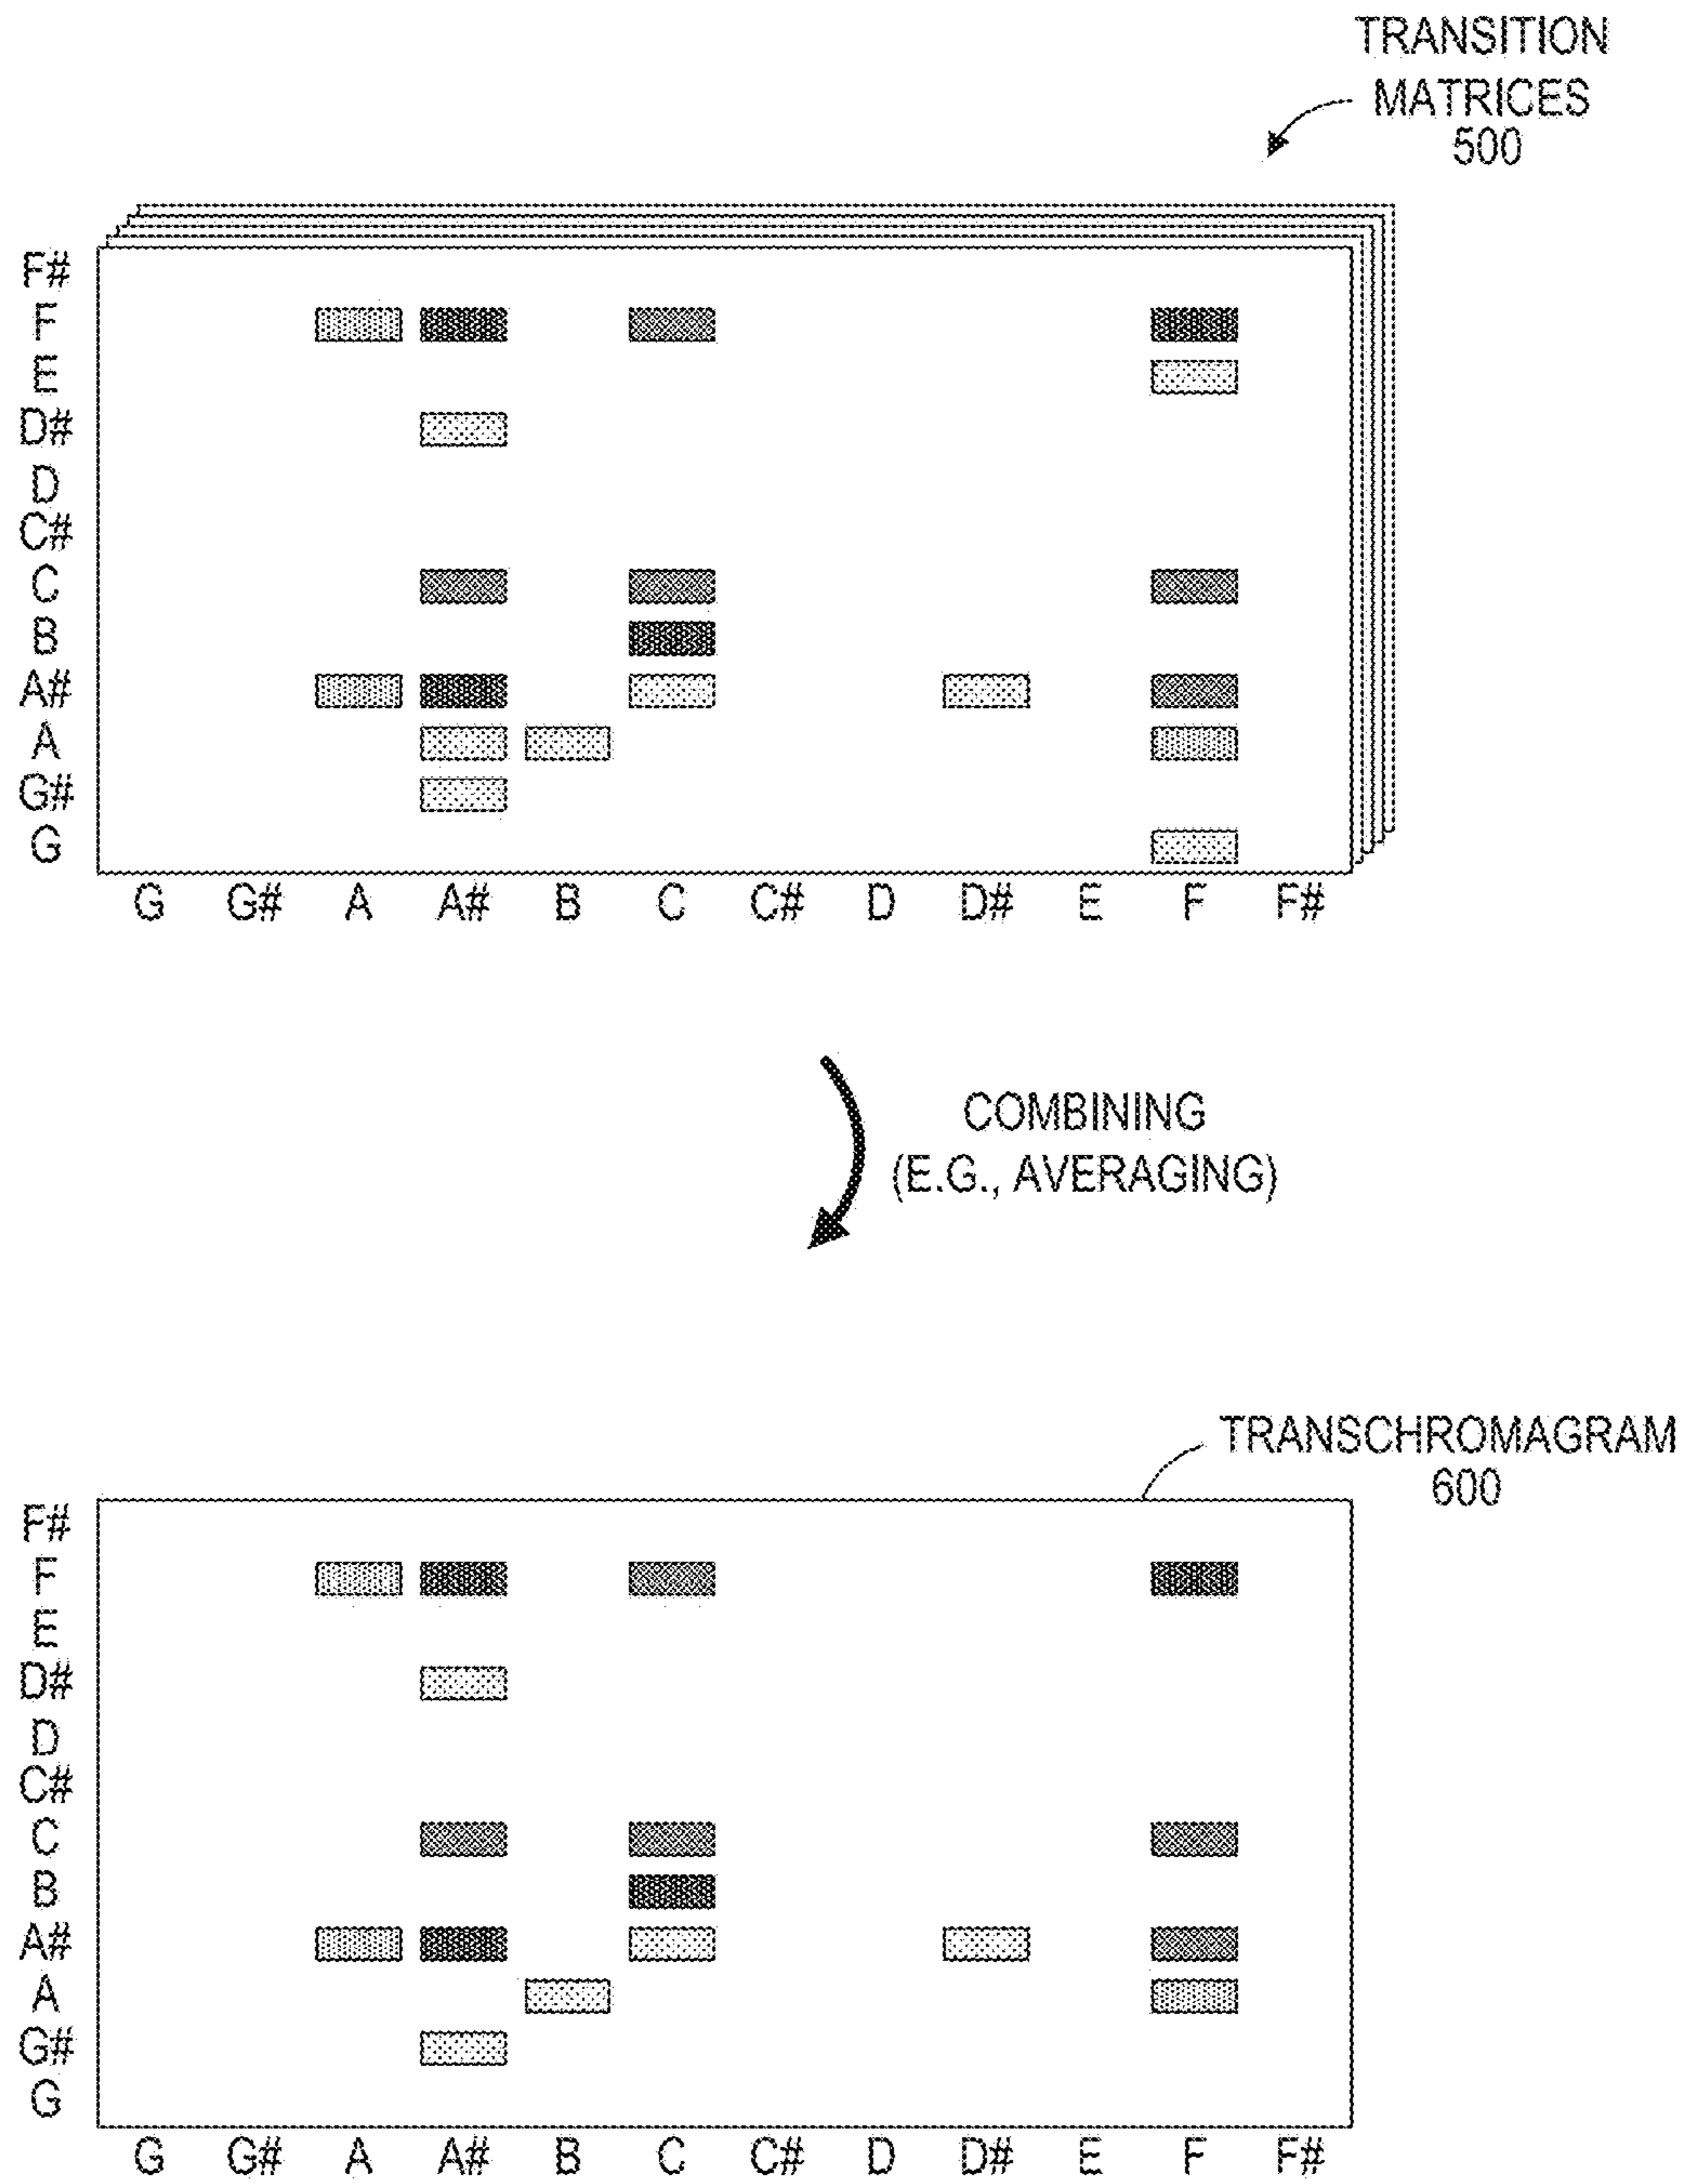 TRANSITION
MATRICES
500
F#
F
E
D#
D
C#
C
B
A#
A
G#
G
G G# A A# B C C# D D# E F F#
COMBINING
(E.G., AVERAGING)
TRANSCHROMAGRAM
600
F#
F
E
D#
D
C#
C
B
A#
A
G#
G
G G# A A# B C C# D D# E F F#